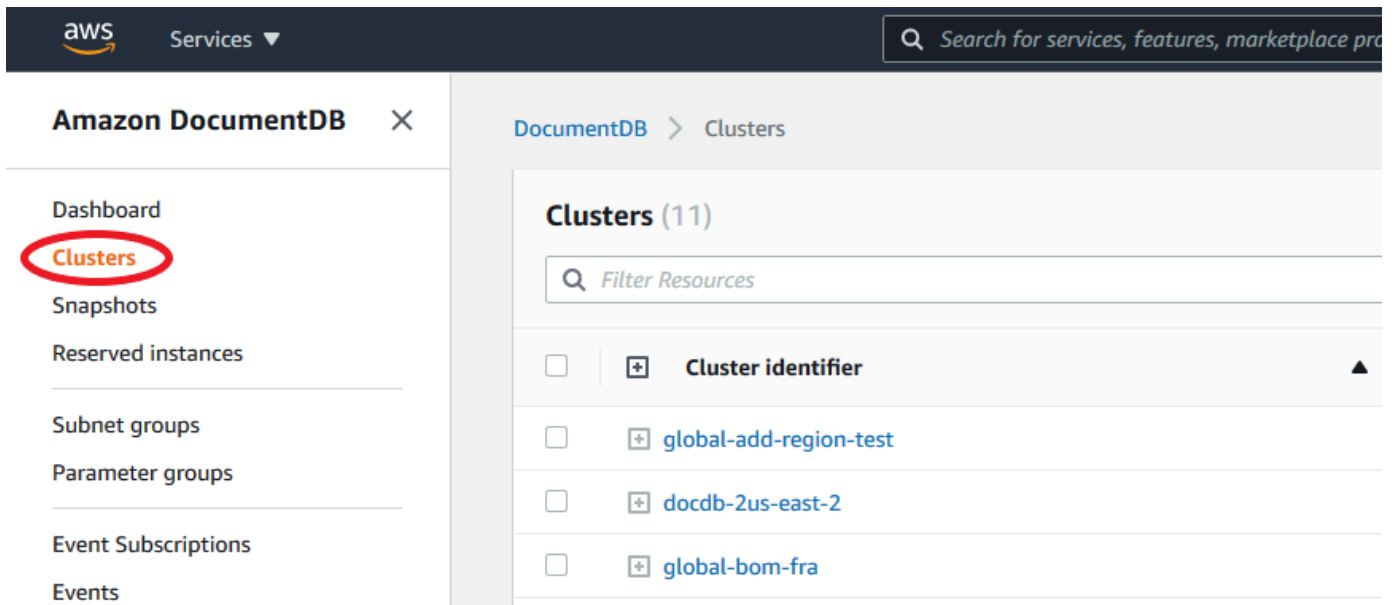 aws Services ▼ Search for services, features, marketplace pro
Amazon DocumentDB
Dashboard
Clusters
Snapshots
Reserved instances
Subnet groups
Parameter groups
Event Subscriptions
Events
DocumentDB > Clusters
Clusters (11)
Filter Resources
Cluster identifier
global-add-region-test
docdb-2us-east-2
global-bom-fra